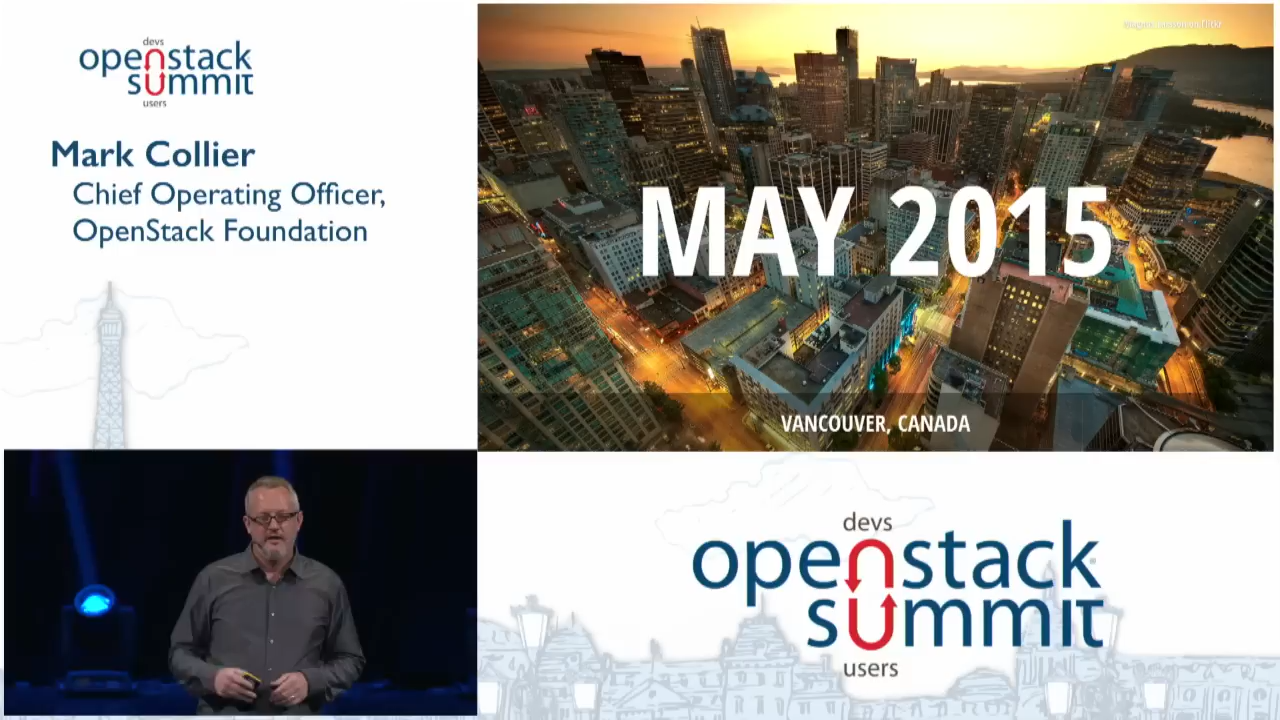 devs
openstack
summit
users
Mark Collier
Chief Operating Officer,
OpenStack Foundation
MAY 2015
VANCOUVER, CANADA
devs
openstack
summit
users